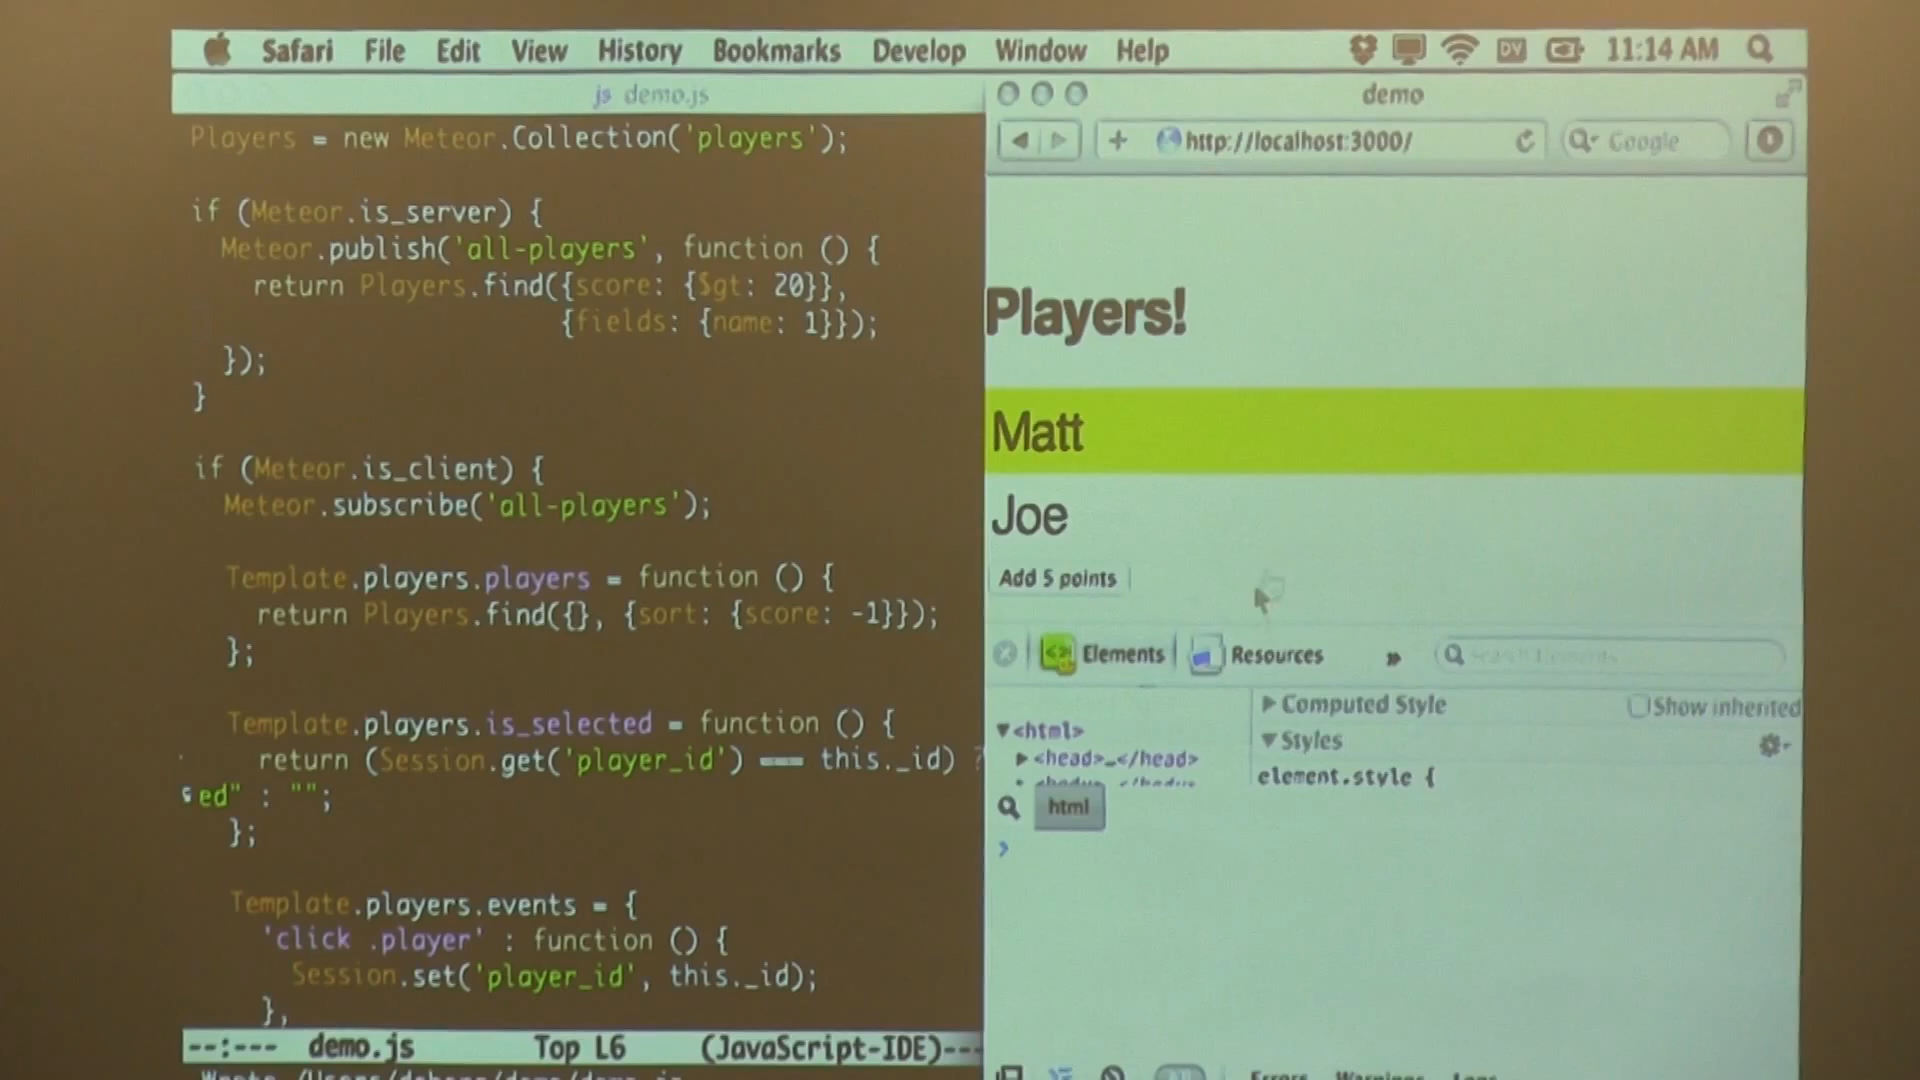 Safari File Edit View History Bookmarks Develop Window Help DV 11:14 AM
js demo.js
Players = new Meteor.Collection('players');
if (Meteor.is_server) {
Meteor.publish('all-players', function () {
return Players.find({score: {$gt: 20}},
{fields: {name: 1}});
});
}
if (Meteor.is_client) {
Meteor.subscribe('all-players');
Template.players.players = function () {
return Players.find({}, {sort: {score: -1}});
};
Template.players.is_selected = function () {
return (Session.get('player_id') === this._id) ?
ed" : "";
};
Template.players.events = {
'click .player' : function () {
Session.set('player_id', this._id);
},
--:--- demo.js Top L6 (JavaScript-IDE)---
demo
+ http://localhost:3000/ Google
Players!
Matt
Joe
Add 5 points
Elements Resources »
Computed Style Show inherited
Styles
element.style {
<html>
<head>…</head>
html
Errors Warnings Logs